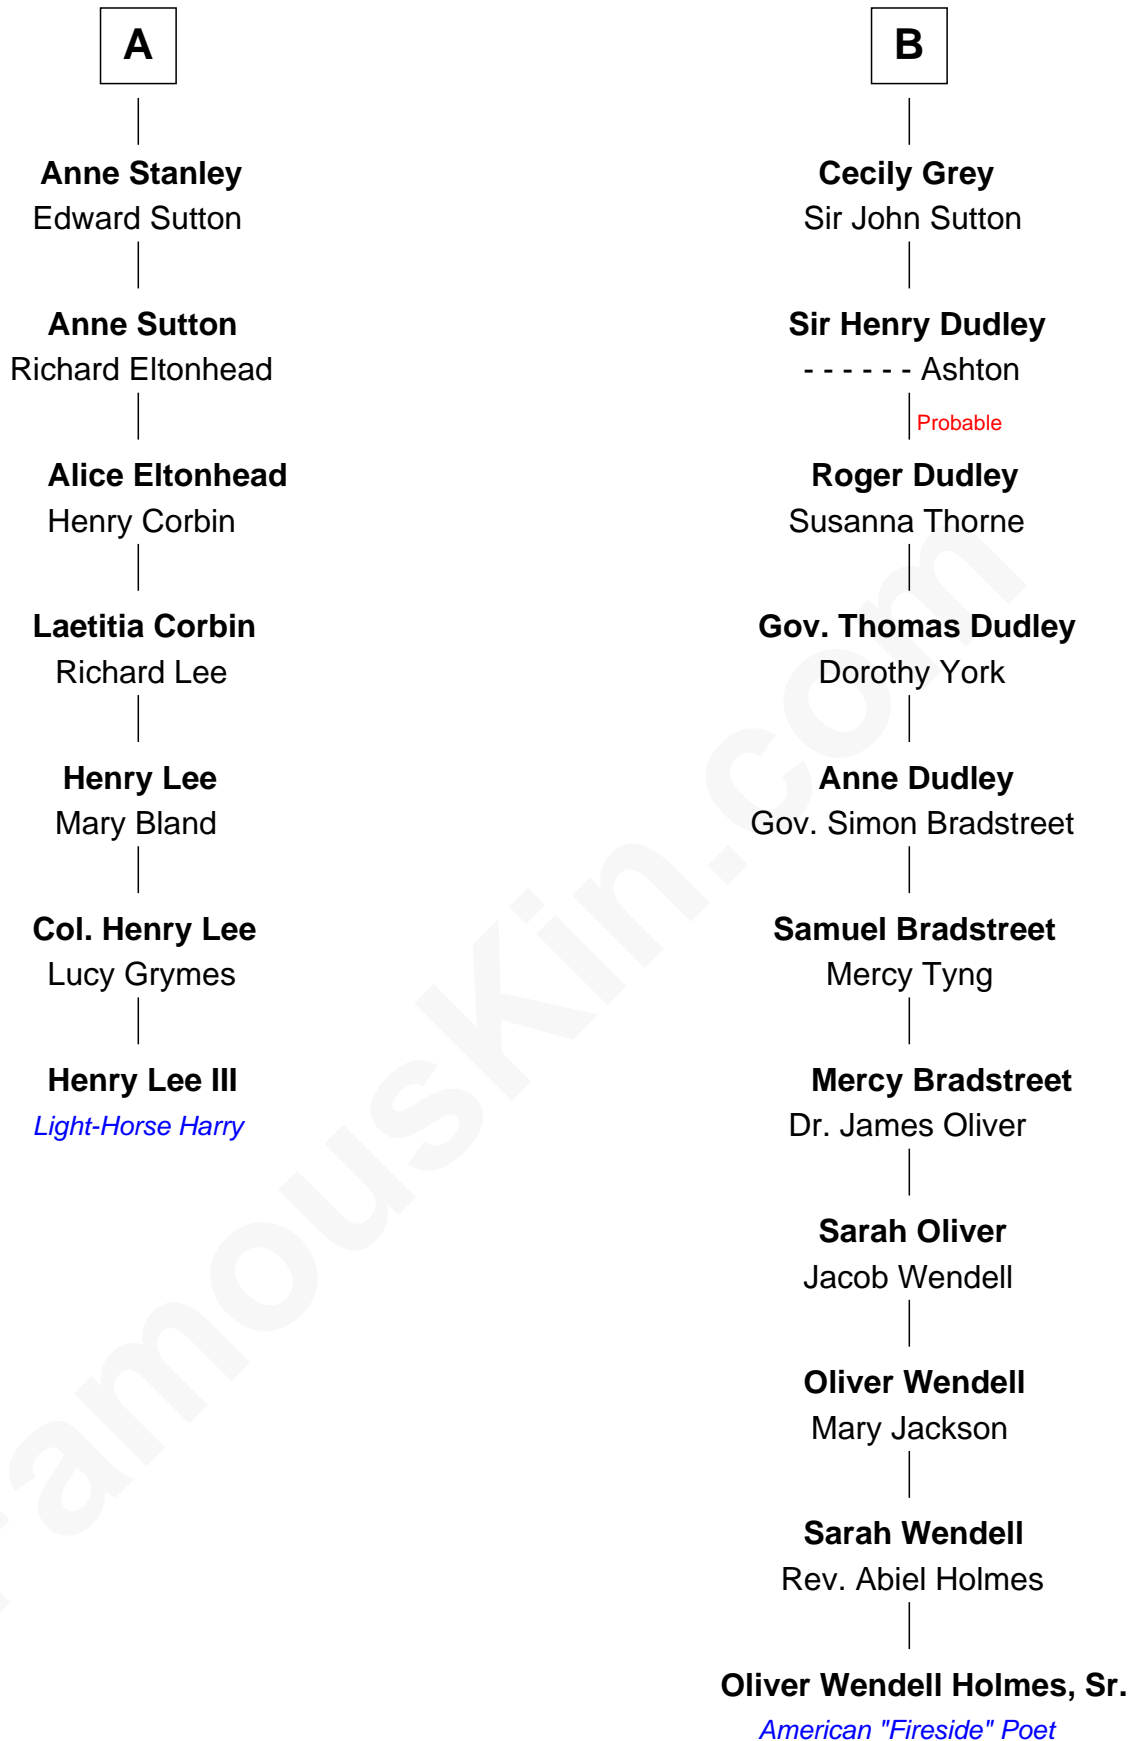 A
Anne Stanley
Edward Sutton
Anne Sutton
Richard Eltonhead
Alice Eltonhead
Henry Corbin
Laetitia Corbin
Richard Lee
Henry Lee
Mary Bland
Col. Henry Lee
Lucy Grymes
Henry Lee III
Light-Horse Harry
B
Cecily Grey
Sir John Sutton
Sir Henry Dudley
- - - - - - Ashton
Probable
Roger Dudley
Susanna Thorne
Gov. Thomas Dudley
Dorothy York
Anne Dudley
Gov. Simon Bradstreet
Samuel Bradstreet
Mercy Tyng
Mercy Bradstreet
Dr. James Oliver
Sarah Oliver
Jacob Wendell
Oliver Wendell
Mary Jackson
Sarah Wendell
Rev. Abiel Holmes
Oliver Wendell Holmes, Sr.
American "Fireside" Poet
FamousKin.com